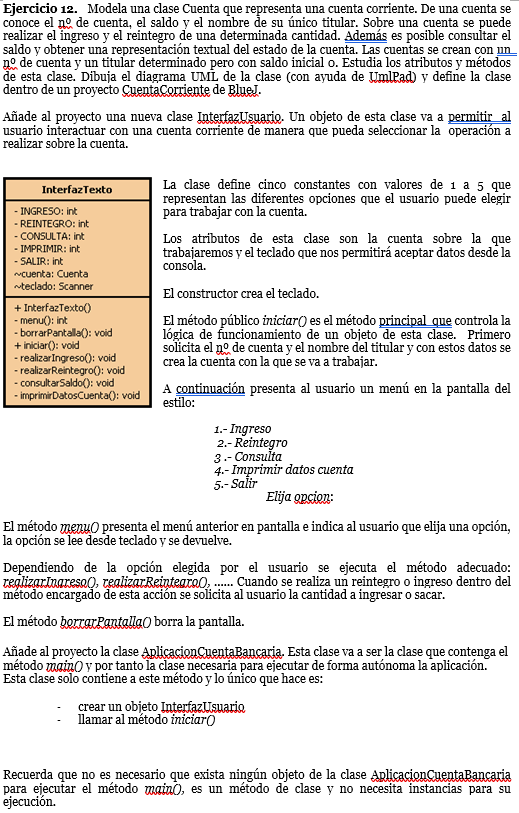 Ejercicio 12. Modela una clase Cuenta que representa una cuenta corriente. De una cuenta se
conoce el nº de cuenta, el saldo y el nombre de su único titular. Sobre una cuenta se puede
realizar el ingreso y el reintegro de una determinada cantidad. Además es posible consultar el
saldo y obtener una representación textual del estado de la cuenta. Las cuentas se crean con un
nº de cuenta y un titular determinado pero con saldo inicial 0. Estudia los atributos y métodos
de esta clase. Dibuja el diagrama UML de la clase (con ayuda de UmlPad) y define la clase
dentro de un proyecto CuentaCorriente de BlueJ.
Añade al proyecto una nueva clase InterfazUsuario. Un objeto de esta clase va a permitir al
usuario interactuar con una cuenta corriente de manera que pueda seleccionar la operación a
realizar sobre la cuenta.
InterfazTexto
- INGRESO: int
- REINTEGRO: int
- CONSULTA: int
- IMPRIMIR: int
- SALIR: int
~cuenta: Cuenta
~teclado: Scanner
+ InterfazTexto()
- menu(): int
- borrarPantalla(): void
+ iniciar(): void
- realizarIngreso(): void
- realizarReintegro(): void
- consultarSaldo(): void
- imprimirDatosCuenta(): void
La clase define cinco constantes con valores de 1 a 5 que
representan las diferentes opciones que el usuario puede elegir
para trabajar con la cuenta.
Los atributos de esta clase son la cuenta sobre la que
trabajaremos y el teclado que nos permitirá aceptar datos desde la
consola.
El constructor crea el teclado.
El método público iniciar() es el método principal que controla la
lógica de funcionamiento de un objeto de esta clase. Primero
solicita el nº de cuenta y el nombre del titular y con estos datos se
crea la cuenta con la que se va a trabajar.
A continuación presenta al usuario un menú en la pantalla del
estilo:
1.- Ingreso
2.- Reintegro
3 .- Consulta
4.- Imprimir datos cuenta
5.- Salir
Elija opcion:
El método menu() presenta el menú anterior en pantalla e indica al usuario que elija una opción,
la opción se lee desde teclado y se devuelve.
Dependiendo de la opción elegida por el usuario se ejecuta el método adecuado:
realizarIngreso(), realizarReintegro(), ...... Cuando se realiza un reintegro o ingreso dentro del
método encargado de esta acción se solicita al usuario la cantidad a ingresar o sacar.
El método borrarPantalla() borra la pantalla.
Añade al proyecto la clase AplicacionCuentaBancaria. Esta clase va a ser la clase que contenga el
método main() y por tanto la clase necesaria para ejecutar de forma autónoma la aplicación.
Esta clase solo contiene a este método y lo único que hace es:
- crear un objeto InterfazUsuario
- llamar al método iniciar()
Recuerda que no es necesario que exista ningún objeto de la clase AplicacionCuentaBancaria
para ejecutar el método main(), es un método de clase y no necesita instancias para su
ejecución.